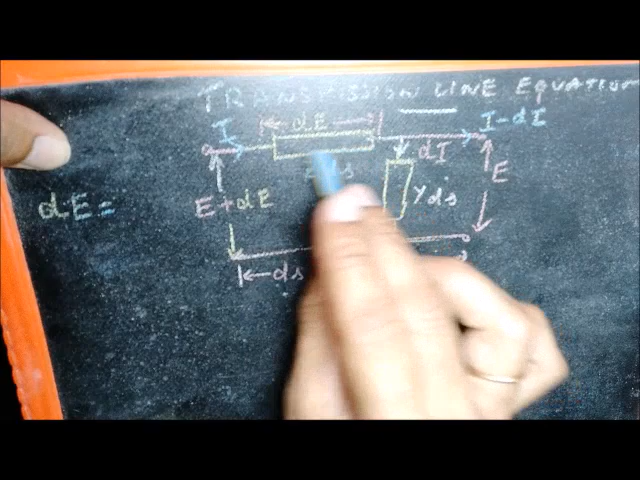 TRANSMISSION LINE EQUATION
I dE I-dI
dI
E
Yds
dE= E+dE
ds